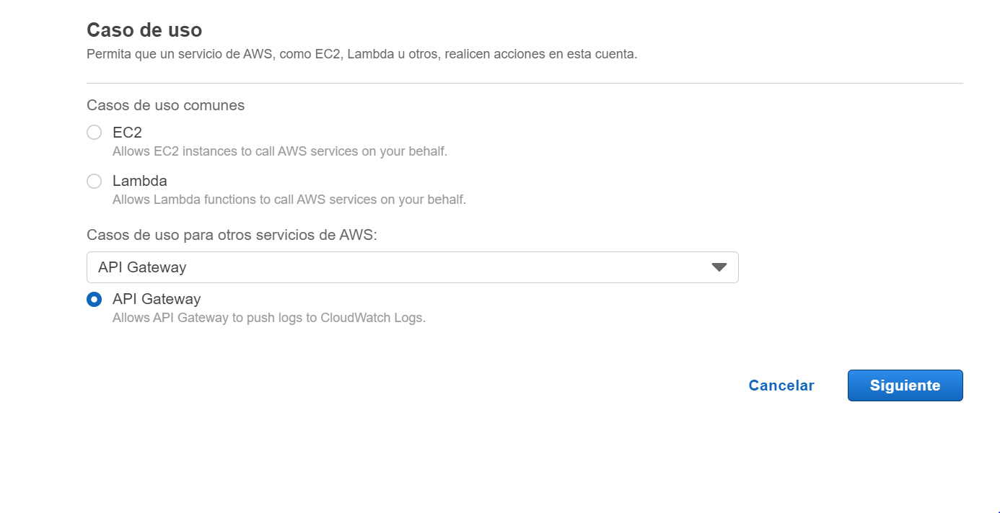 Caso de uso
Permita que un servicio de AWS, como EC2, Lambda u otros, realicen acciones en esta cuenta.
Casos de uso comunes
EC2
Allows EC2 instances to call AWS services on your behalf.
Lambda
Allows Lambda functions to call AWS services on your behalf.
Casos de uso para otros servicios de AWS:
API Gateway
API Gateway
Allows API Gateway to push logs to CloudWatch Logs.
Cancelar Siguiente